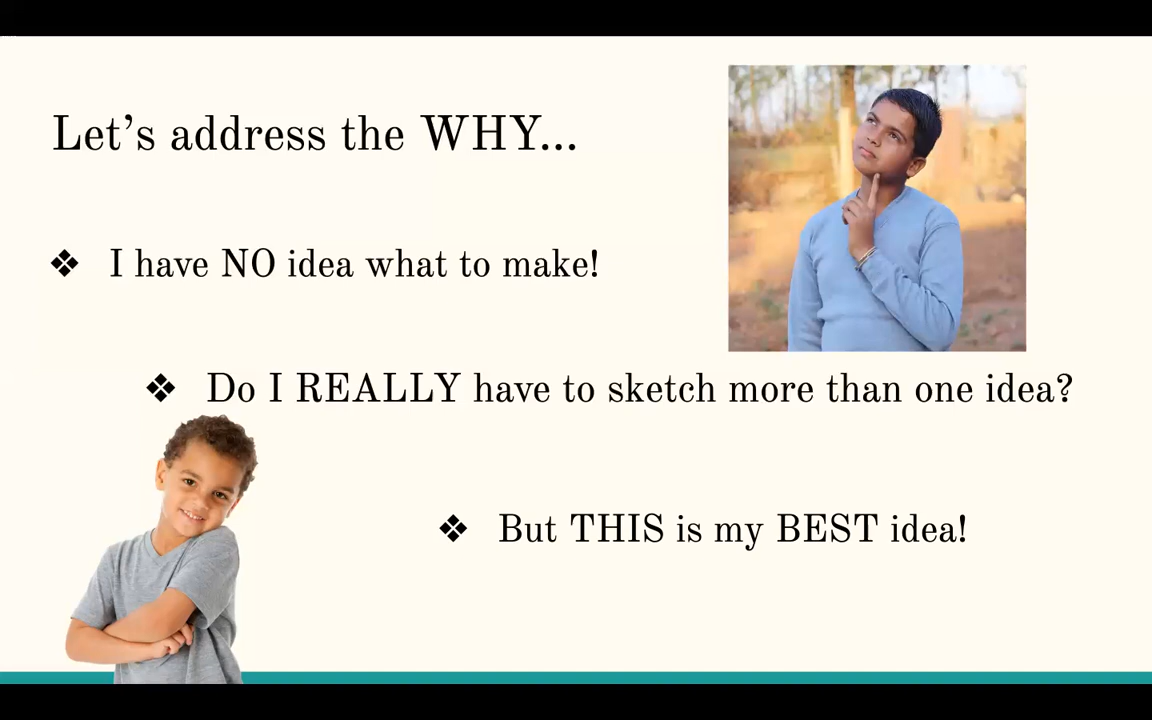 Let's address the WHY...
❖ I have NO idea what to make!
❖ Do I REALLY have to sketch more than one idea?
❖ But THIS is my BEST idea!